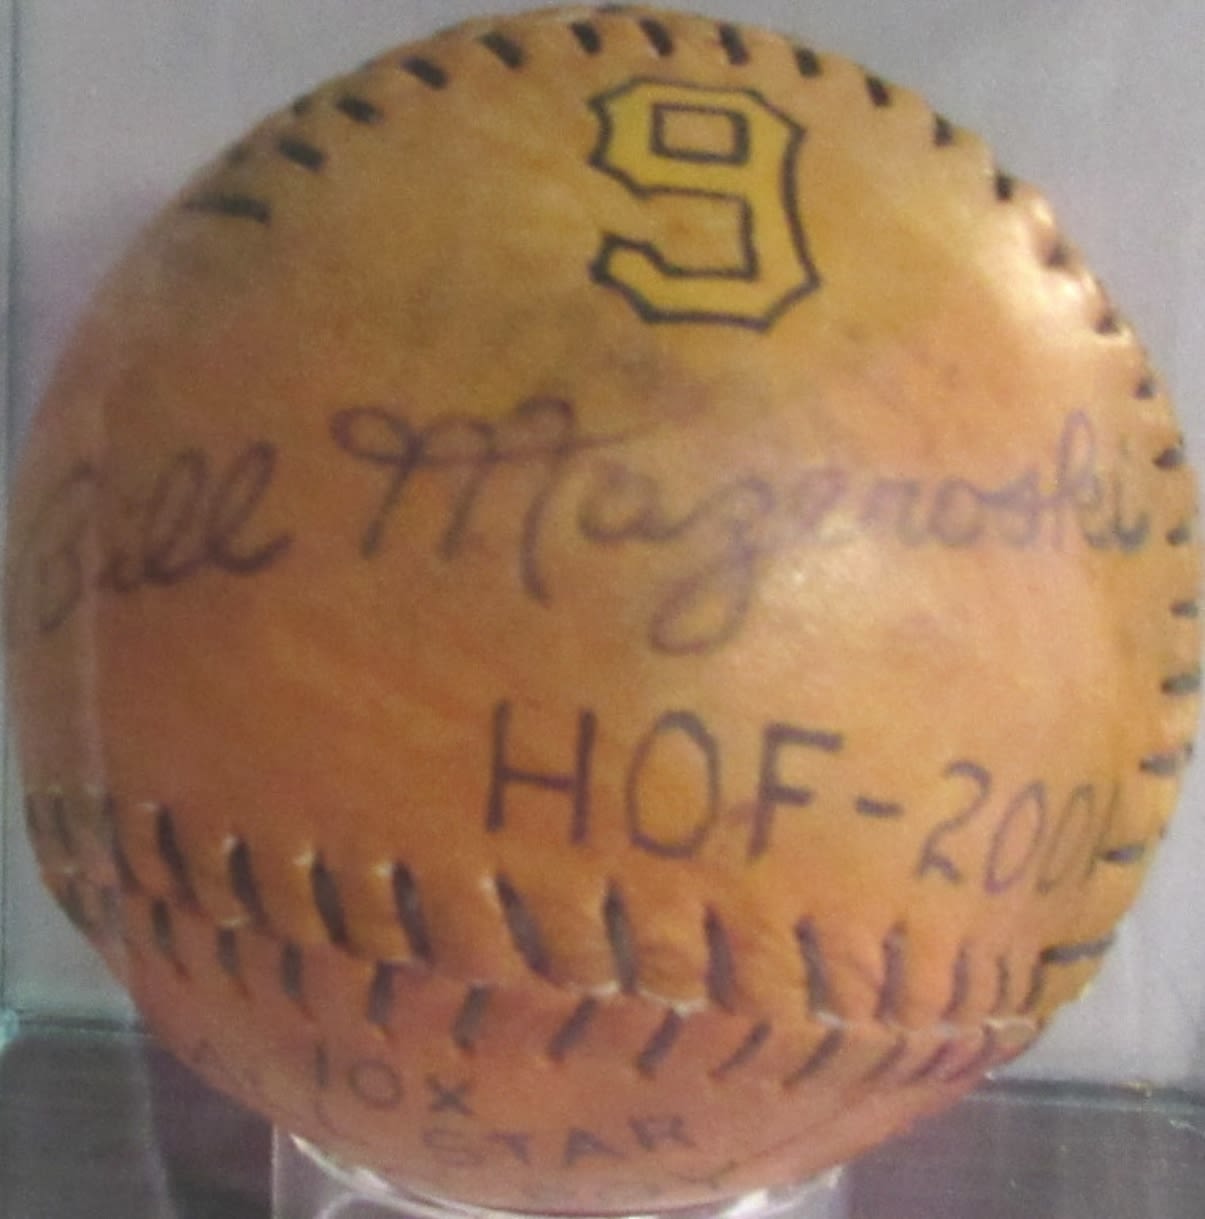 9
Bill Mazeroski
HOF-2001
10X
STAR